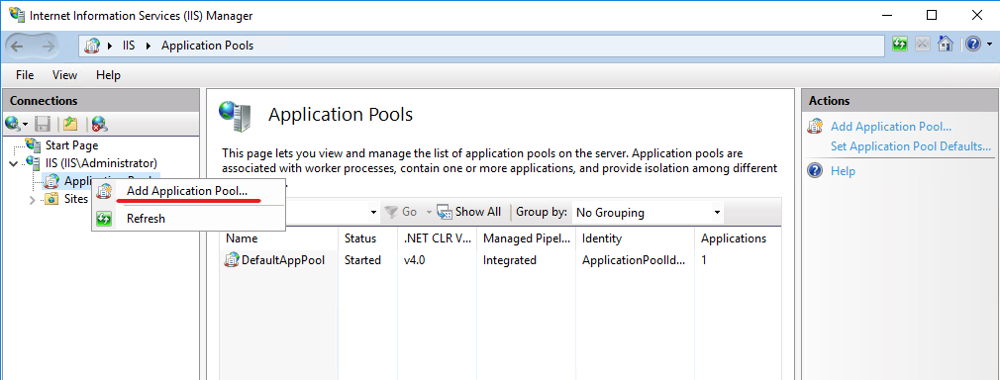 Internet Information Services (IIS) Manager
IIS Application Pools
File View Help
Connections
Start Page
IIS (IIS\Administrator)
Sites
Add Application Pool...
Refresh
Application Pools
This page lets you view and manage the list of application pools on the server. Application pools are
associated with worker processes, contain one or more applications, and provide isolation among different
Go Show All Group by: No Grouping
Name Status .NET CLR V... Managed Pipel... Identity Applications
DefaultAppPool Started v4.0 Integrated ApplicationPoolId... 1
Actions
Add Application Pool...
Set Application Pool Defaults...
Help